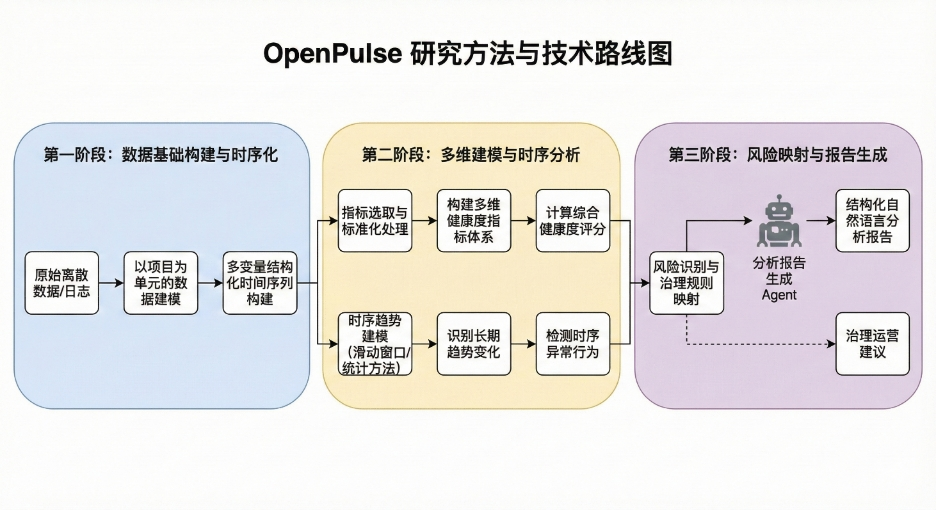 OpenPulse 研究方法与技术路线图
第一阶段：数据基础构建与时序化
原始离散
数据/日志
以项目为
单元的数
据建模
多变量结构
化时间序列
构建
第二阶段：多维建模与时序分析
指标选取与
标准化处理
构建多维
健康度指
标体系
计算综合
健康度评分
时序趋势
建模
（滑动窗口/
统计方法）
识别长期
趋势变化
检测时序
异常行为
第三阶段：风险映射与报告生成
风险识别与
治理规则
映射
分析报告
生成
Agent
结构化自
然语言分
析报告
治理运营
建议